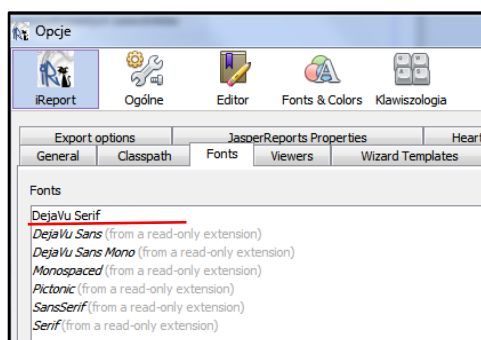 Opcje
iReport Ogólne Editor Fonts & Colors Klawiszologia
Export options JasperReports Properties Heart
General Classpath Fonts Viewers Wizard Templates
Fonts
DejaVu Serif
DejaVu Sans (from a read-only extension)
DejaVu Sans Mono (from a read-only extension)
Monospaced (from a read-only extension)
Pictonic (from a read-only extension)
SansSerif (from a read-only extension)
Serif (from a read-only extension)